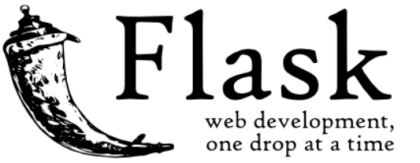 Flask
web development,
one drop at a time